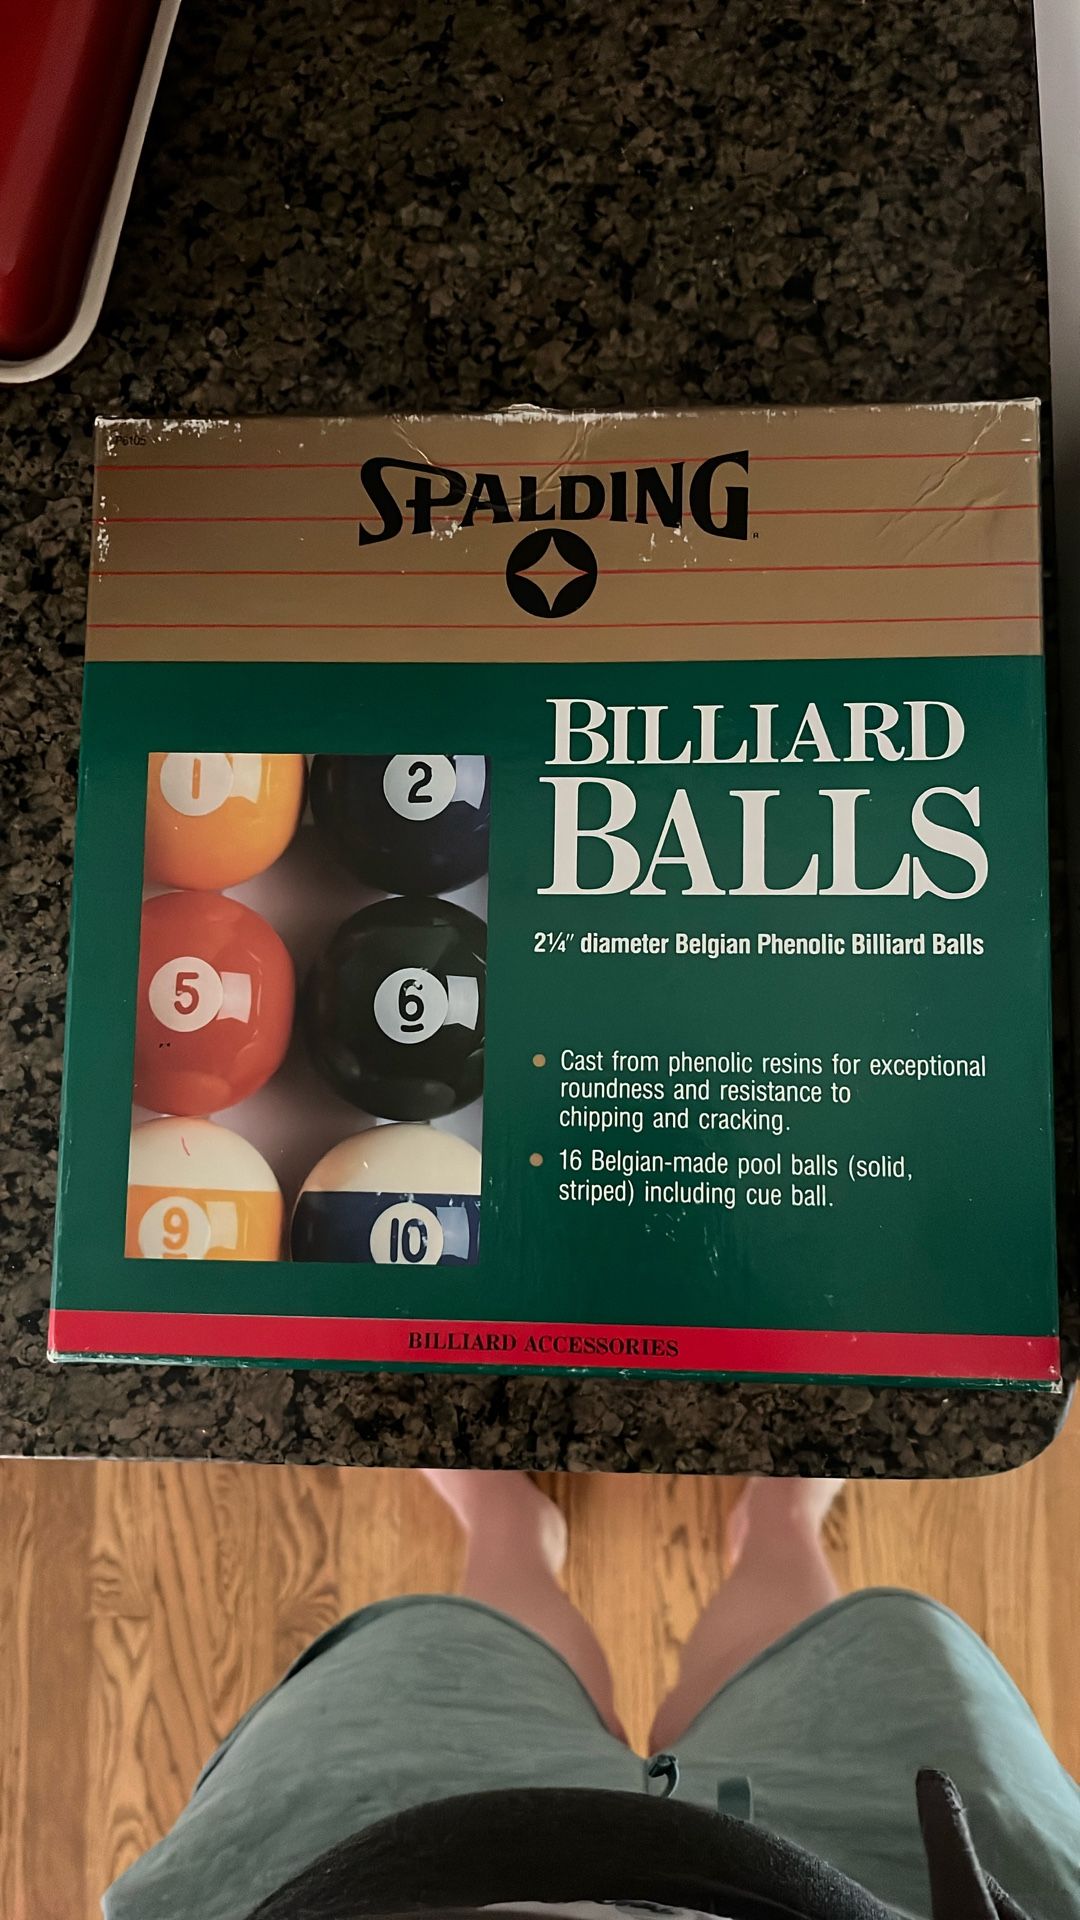 P6105
SPALDING
BILLIARD
BALLS
2¼" diameter Belgian Phenolic Billiard Balls
• Cast from phenolic resins for exceptional
roundness and resistance to
chipping and cracking.
• 16 Belgian-made pool balls (solid,
striped) including cue ball.
1
2
5
6
9
10
BILLIARD ACCESSORIES